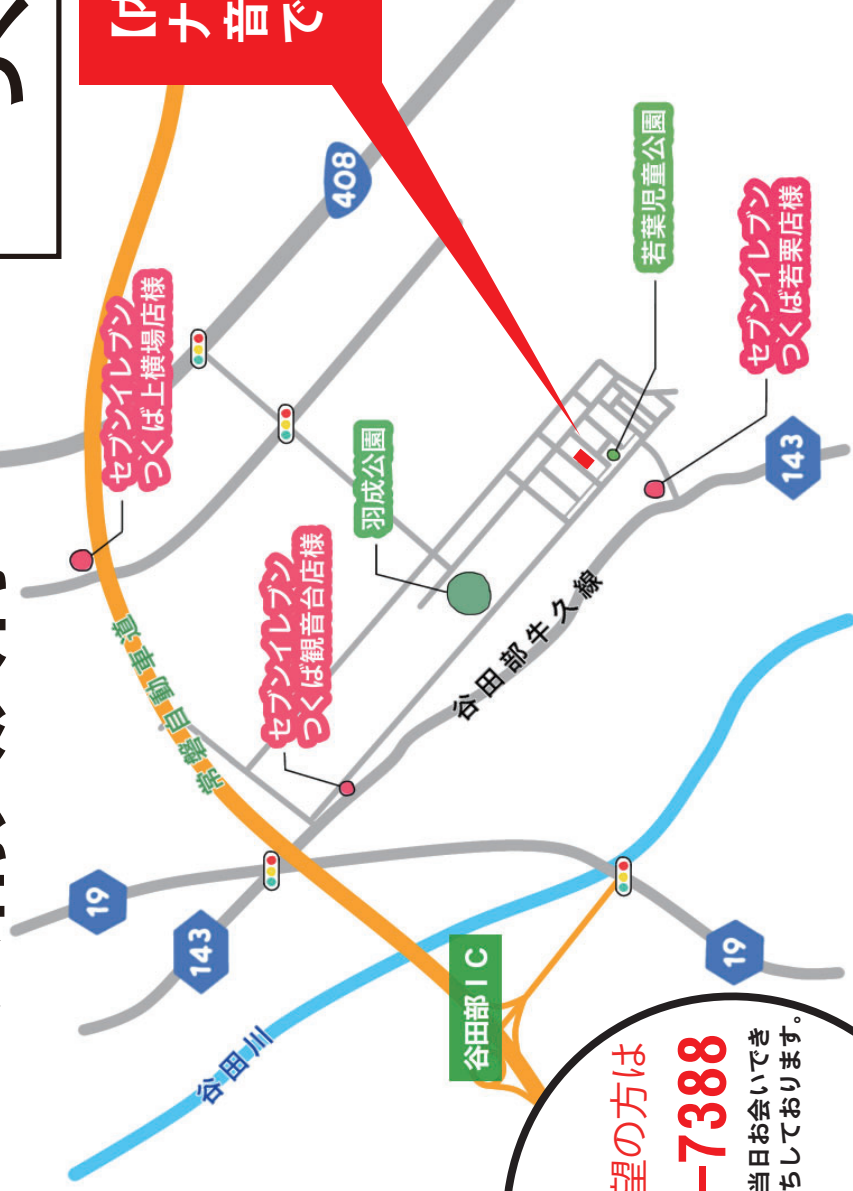 19
セブンイレブン
つくば上横場店様
【
ナ
音
で
常磐自動車道
143
谷田川
セブンイレブン
つくば観音台店様
408
羽成公園
谷田部IC
谷田部牛久線
若葉児童公園
セブンイレブン
つくば若栗店様
19
143
望の方は
−7388
当日お会いでき
ちしております。